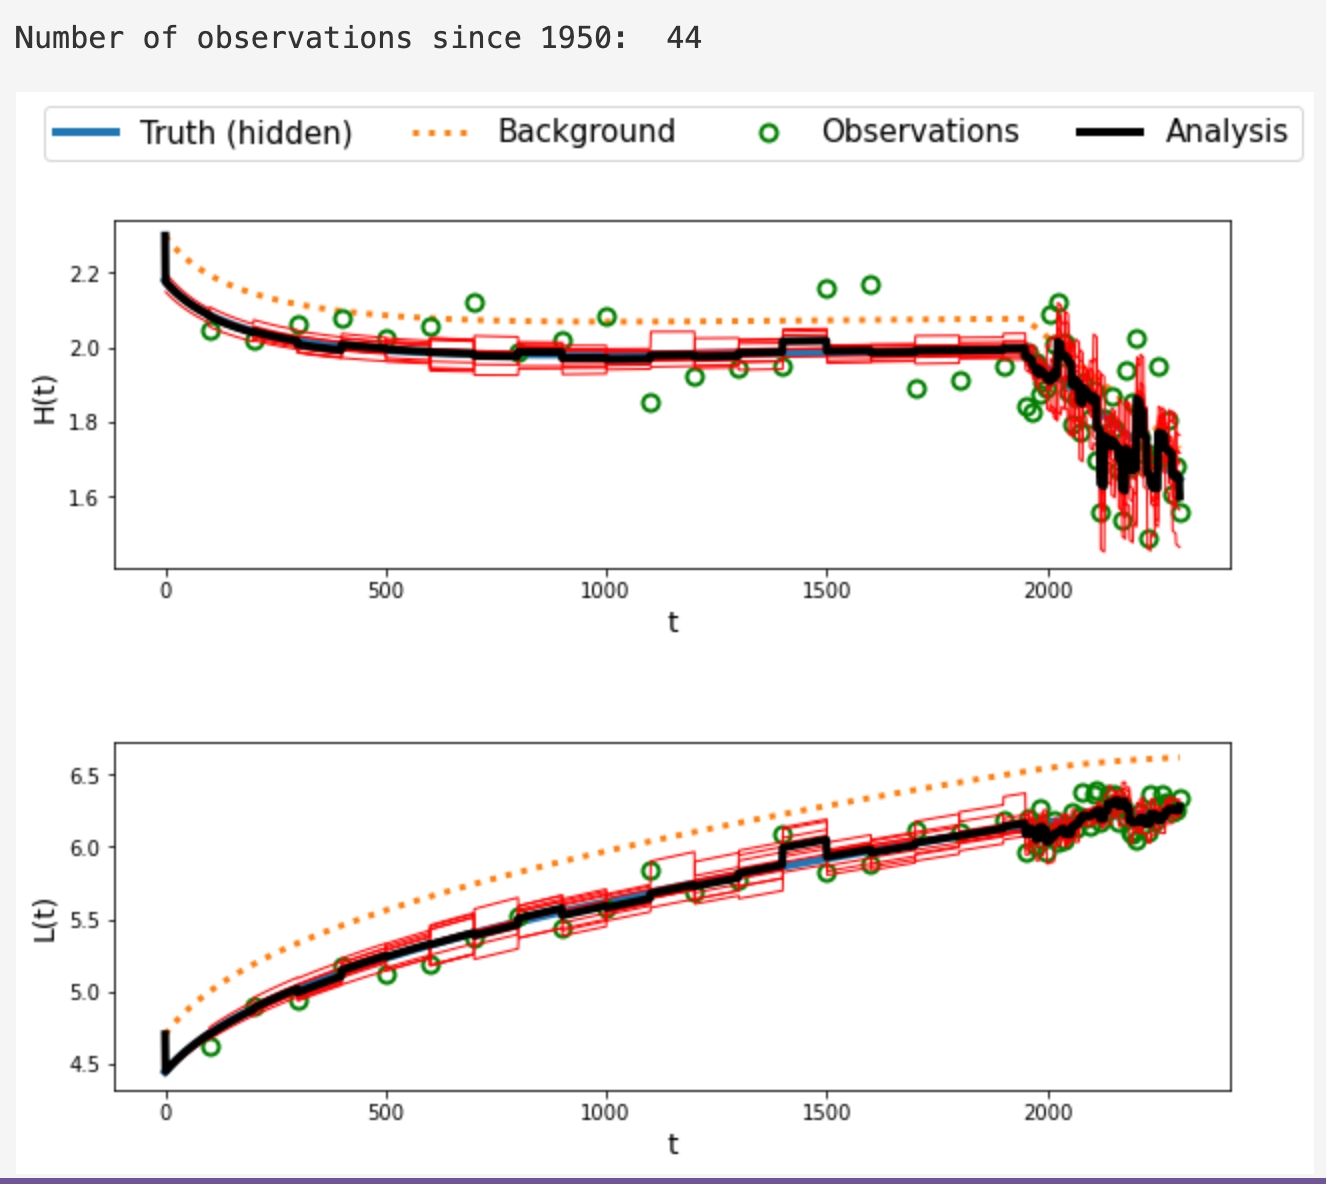 Number of observations since 1950:  44
Truth (hidden) Background Observations Analysis
2.2
2.0
1.8
1.6
H(t)
0 500 1000 1500 2000
t
6.5
6.0
5.5
5.0
4.5
L(t)
0 500 1000 1500 2000
t